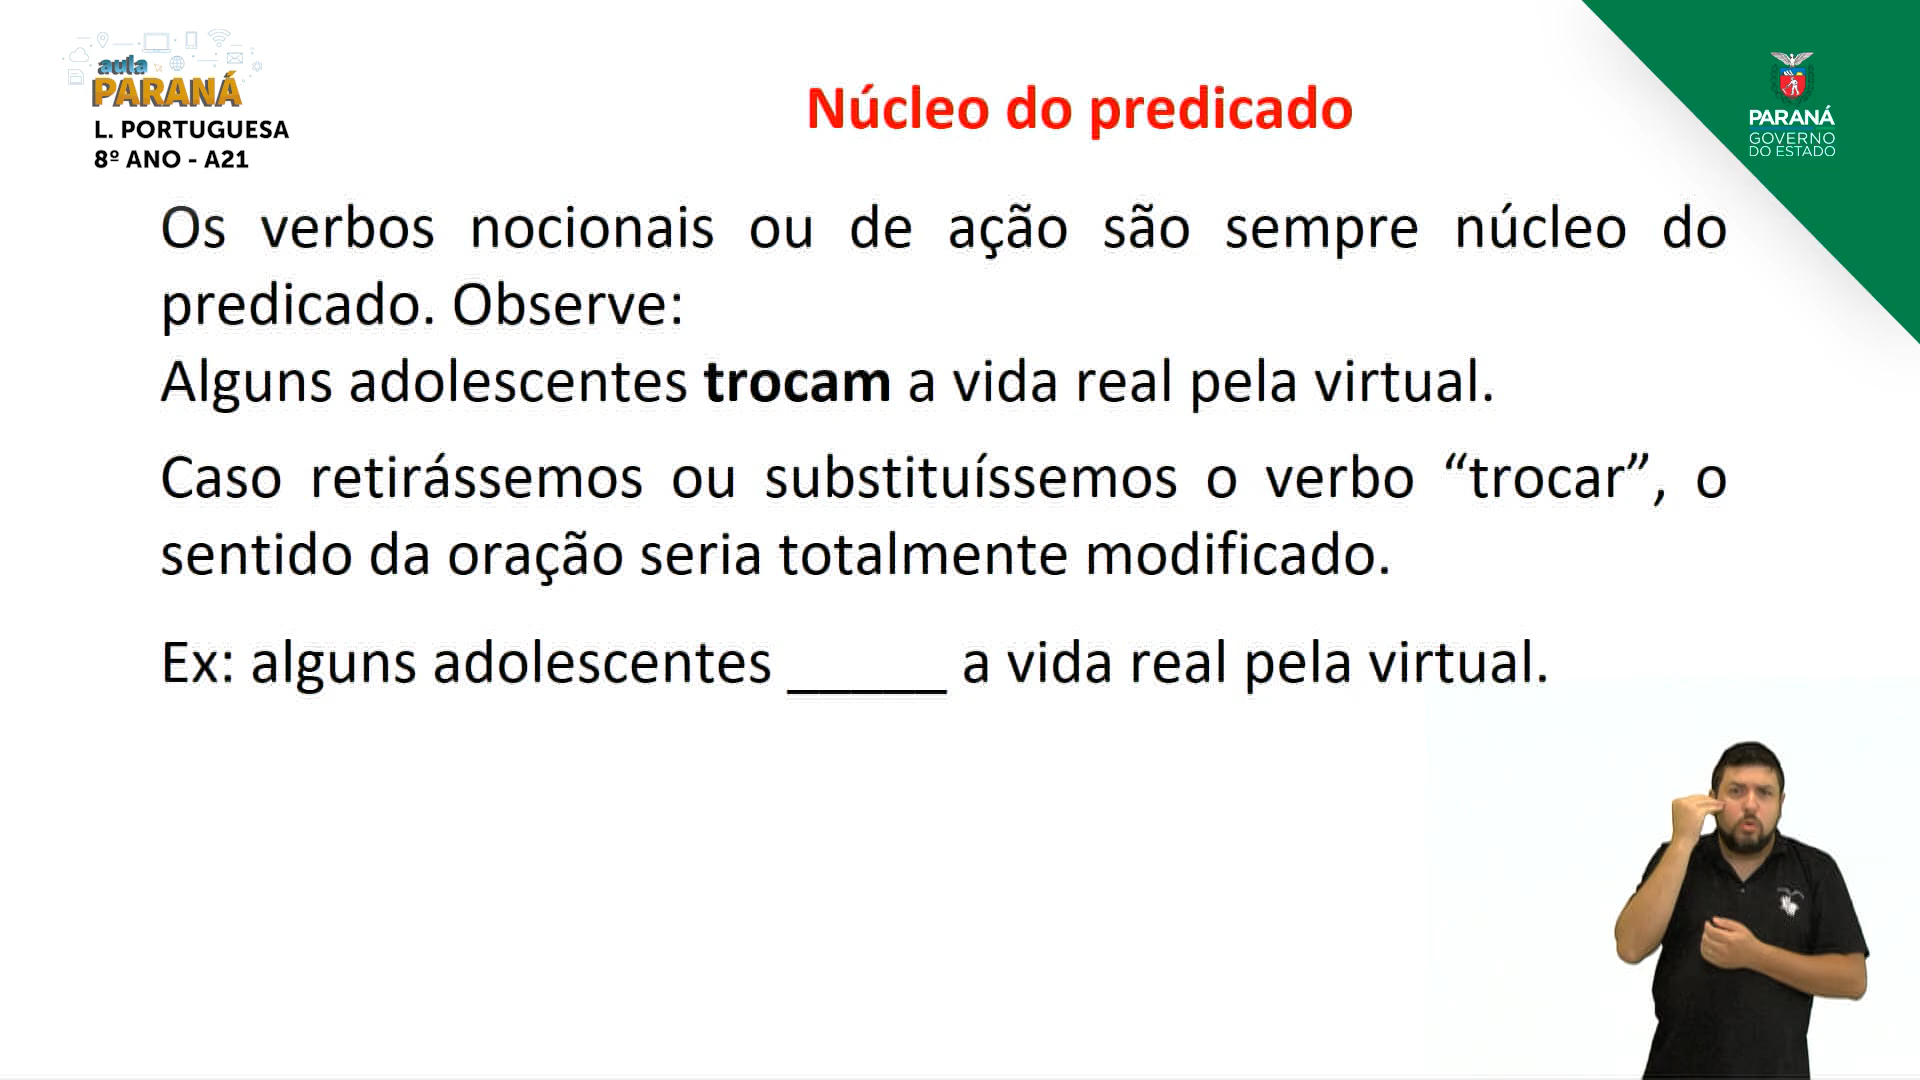 aula
PARANÁ
L. PORTUGUESA
8º ANO - A21
Núcleo do predicado
PARANÁ
GOVERNO
DO ESTADO
Os verbos nocionais ou de ação são sempre núcleo do
predicado. Observe:
Alguns adolescentes trocam a vida real pela virtual.
Caso retirássemos ou substituíssemos o verbo “trocar”, o
sentido da oração seria totalmente modificado.
Ex: alguns adolescentes _____ a vida real pela virtual.